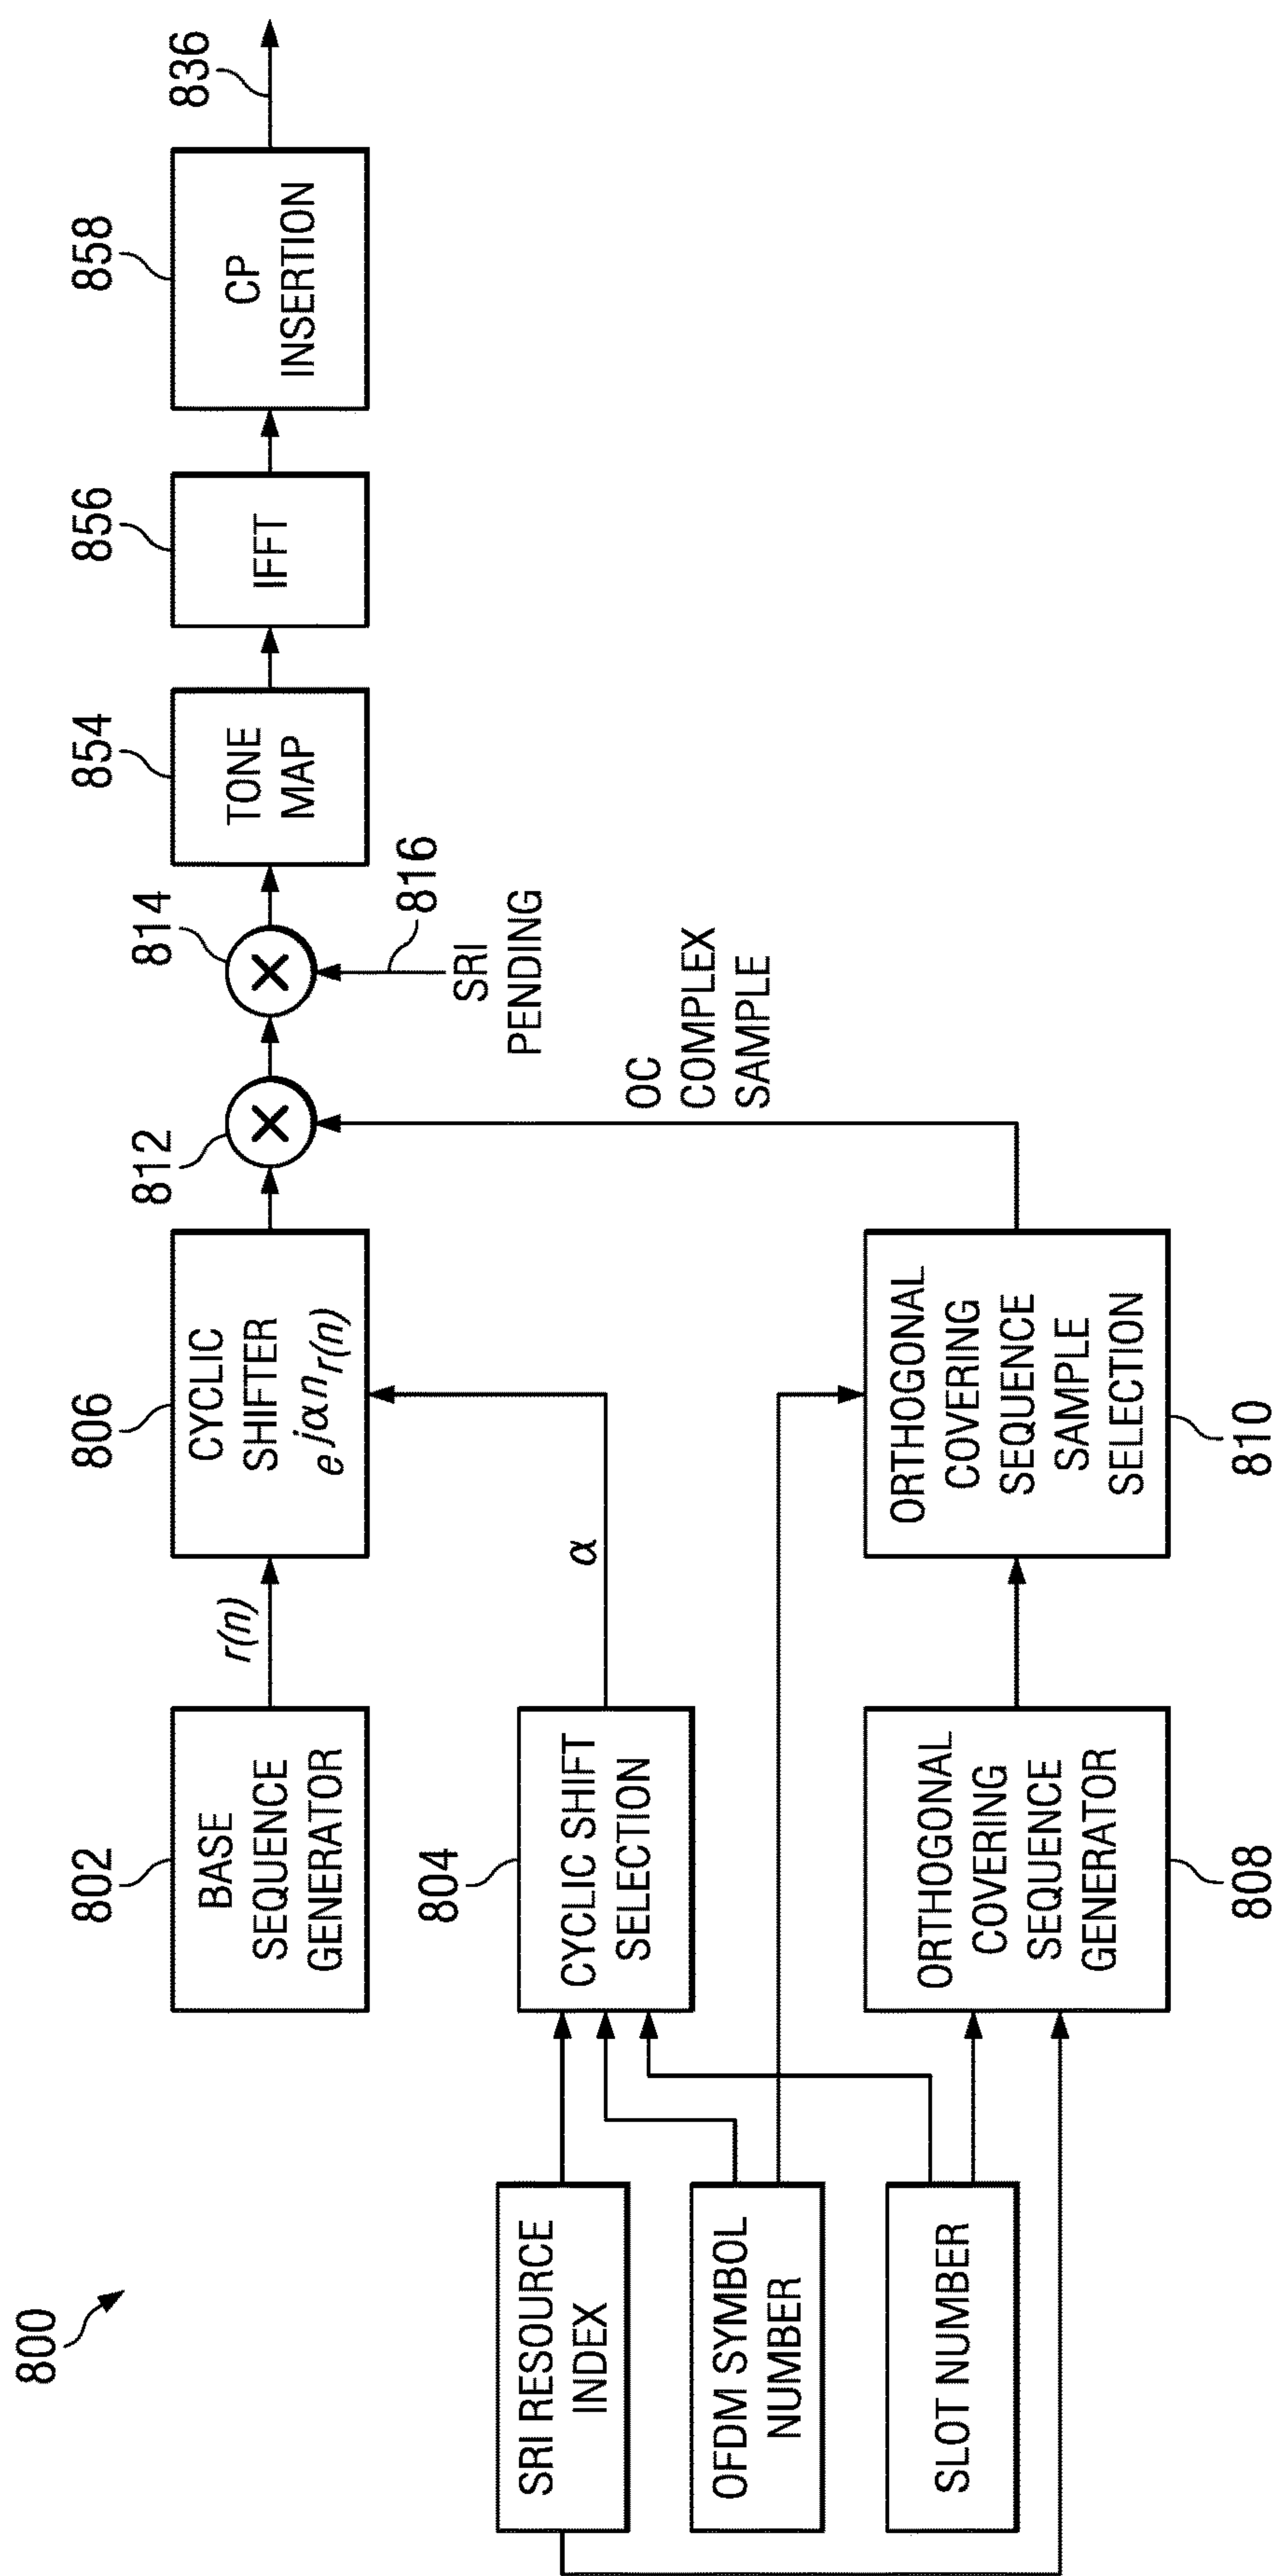 800
802
BASE
SEQUENCE
GENERATOR
r(n)
806
CYCLIC
SHIFTER
e jαn r(n)
812
814
854
TONE
MAP
856
IFFT
858
CP
INSERTION
836
816
SRI
PENDING
OC
COMPLEX
SAMPLE
804
CYCLIC SHIFT
SELECTION
α
SRI RESOURCE
INDEX
OFDM SYMBOL
NUMBER
SLOT NUMBER
ORTHOGONAL
COVERING
SEQUENCE
GENERATOR
808
ORTHOGONAL
COVERING
SEQUENCE
SAMPLE
SELECTION
810